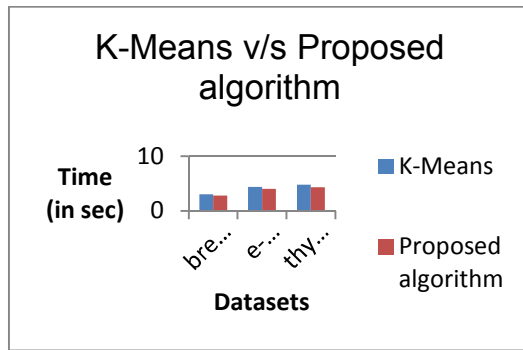 K-Means v/s Proposed
algorithm
10
0
Time
(in sec)
bre...
e-...
thy...
Datasets
K-Means
Proposed
algorithm